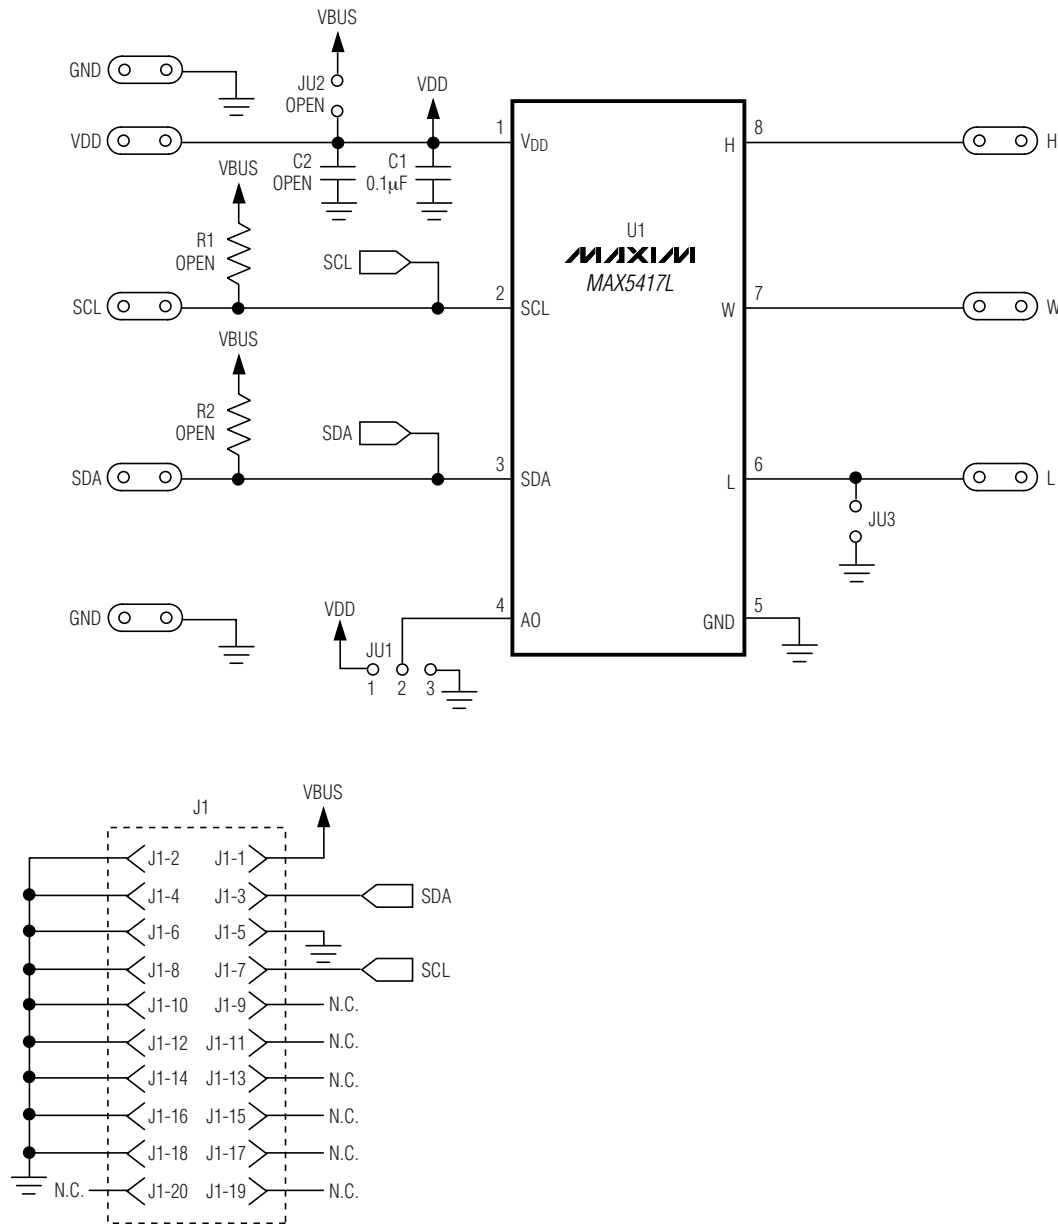 VBUS
GND
JU2
OPEN
VDD
VDD
1
VDD
H
8
H
C2
OPEN
C1
0.1µF
VBUS
R1
OPEN
SCL
U1
MAXIM
MAX5417L
SCL
2
SCL
W
7
W
VBUS
R2
OPEN
SDA
SDA
3
SDA
L
6
L
JU3
GND
VDD
4
A0
GND
5
JU1
1 2 3
J1
VBUS
J1-2 J1-1
J1-4 J1-3 SDA
J1-6 J1-5
J1-8 J1-7 SCL
J1-10 J1-9 N.C.
J1-12 J1-11 N.C.
J1-14 J1-13 N.C.
J1-16 J1-15 N.C.
J1-18 J1-17 N.C.
N.C. J1-20 J1-19 N.C.